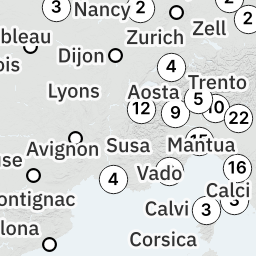 3
Nancy
2
2
2
Zell
Zurich
Dijon
4
Lyons
Aosta
Trento
12
9
5
22
Avignon
Susa
Mantua
4
Vado
16
Calci
Calvi
3
Corsica